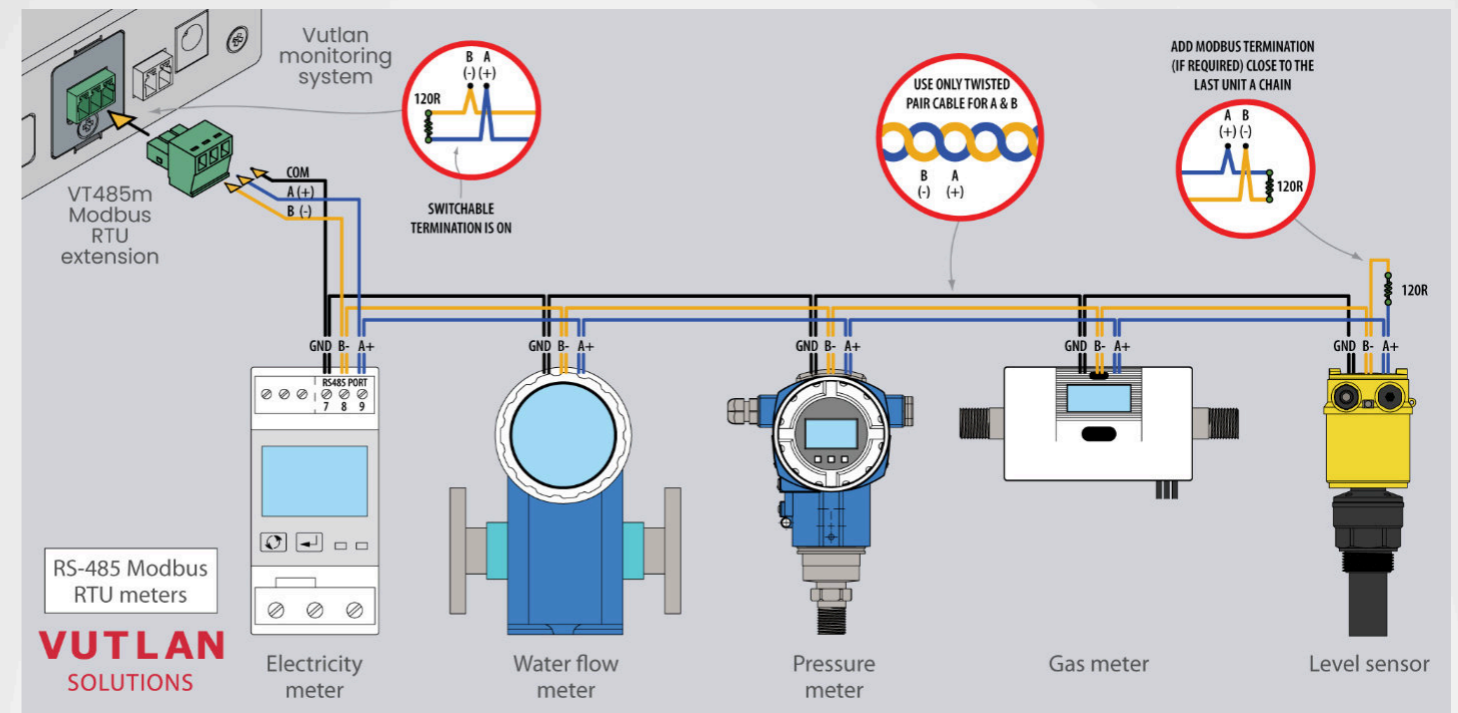 Vutlan
monitoring
system
B A
(-) (+)
120R
SWITCHABLE
TERMINATION IS ON
USE ONLY TWISTED
PAIR CABLE FOR A & B
B A
(-) (+)
ADD MODBUS TERMINATION
(IF REQUIRED) CLOSE TO THE
LAST UNIT A CHAIN
A B
(+) (-)
120R
VT485m
Modbus
RTU
extension
COM
A (+)
B (-)
120R
GND B- A+
GND B- A+
GND B- A+
GND B- A+
GND B- A+
RS485 PORT
7 8 9
RS-485 Modbus
RTU meters
VUTLAN
SOLUTIONS
Electricity
meter
Water flow
meter
Pressure
meter
Gas meter
Level sensor